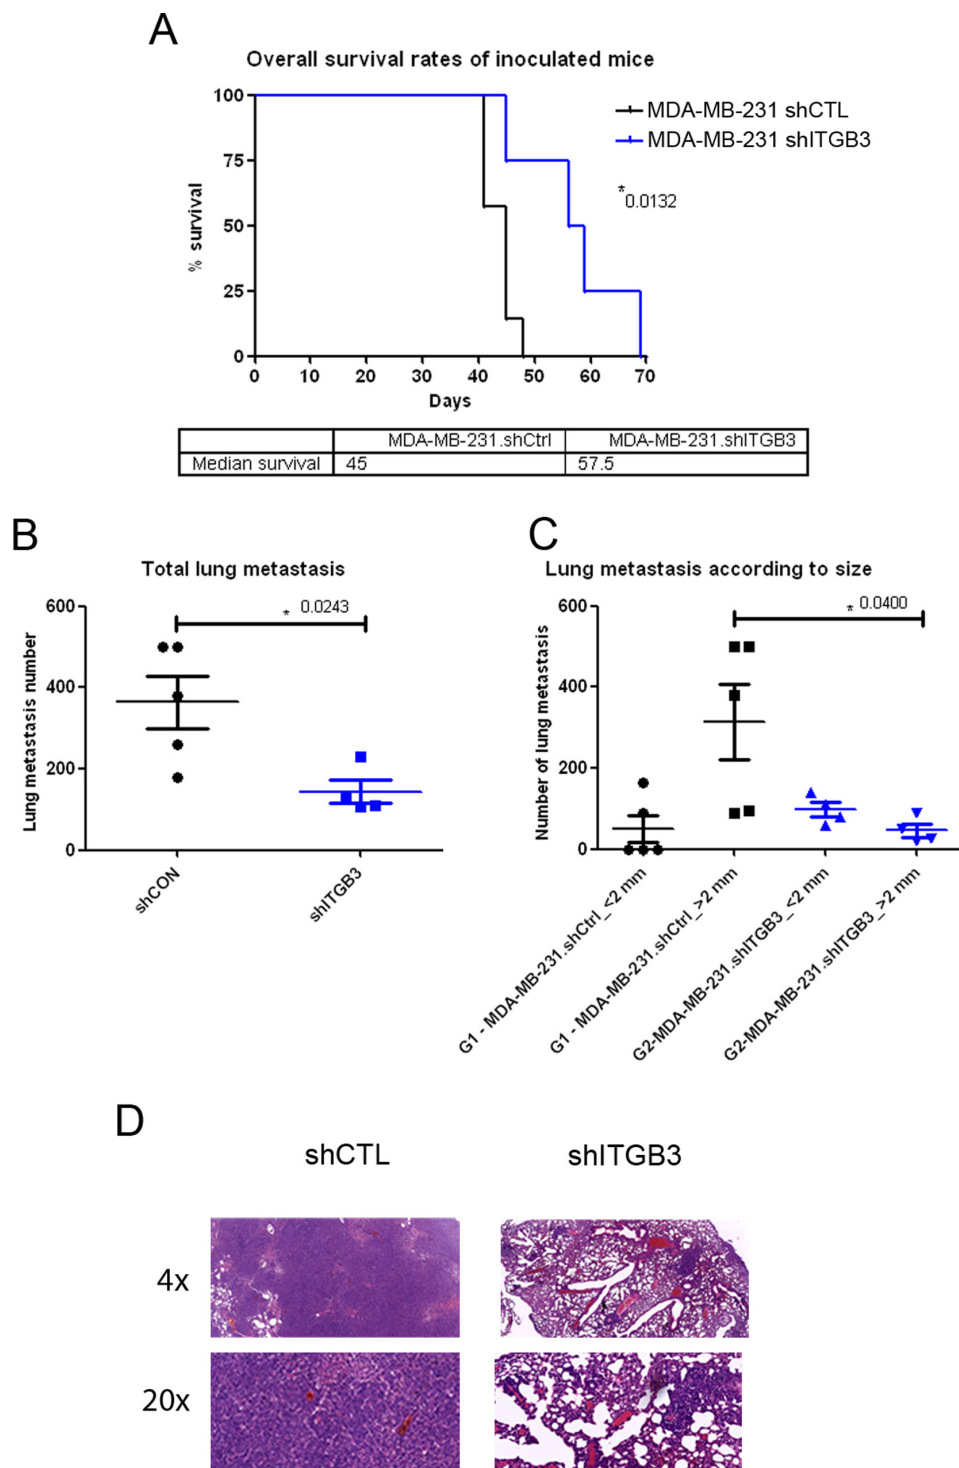 A
Overall survival rates of inoculated mice
100
75
50
25
0
% survival
0 10 20 30 40 50 60 70
Days
MDA-MB-231 shCTL
MDA-MB-231 shITGB3
*0.0132
MDA-MB-231.shCtrl MDA-MB-231.shITGB3
Median survival 45 57.5
B
Total lung metastasis
600
400
200
0
Lung metastasis number
* 0.0243
shCON
shITGB3
C
Lung metastasis according to size
600
400
200
0
Number of lung metastasis
* 0.0400
G1 - MDA-MB-231.shCtrl_<2 mm
G1 - MDA-MB-231.shCtrl_>2 mm
G2-MDA-MB-231.shITGB3_<2 mm
G2-MDA-MB-231.shITGB3_>2 mm
D
shCTL shITGB3
4x
20x